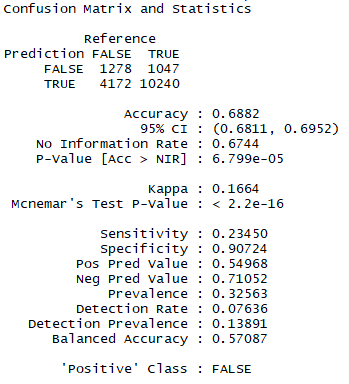 Confusion Matrix and Statistics
Reference
Prediction FALSE TRUE
FALSE 1278 1047
TRUE 4172 10240
Accuracy : 0.6882
95% CI : (0.6811, 0.6952)
No Information Rate : 0.6744
P-Value [Acc > NIR] : 6.799e-05
Kappa : 0.1664
Mcnemar's Test P-Value : < 2.2e-16
Sensitivity : 0.23450
Specificity : 0.90724
Pos Pred Value : 0.54968
Neg Pred Value : 0.71052
Prevalence : 0.32563
Detection Rate : 0.07636
Detection Prevalence : 0.13891
Balanced Accuracy : 0.57087
'Positive' Class : FALSE